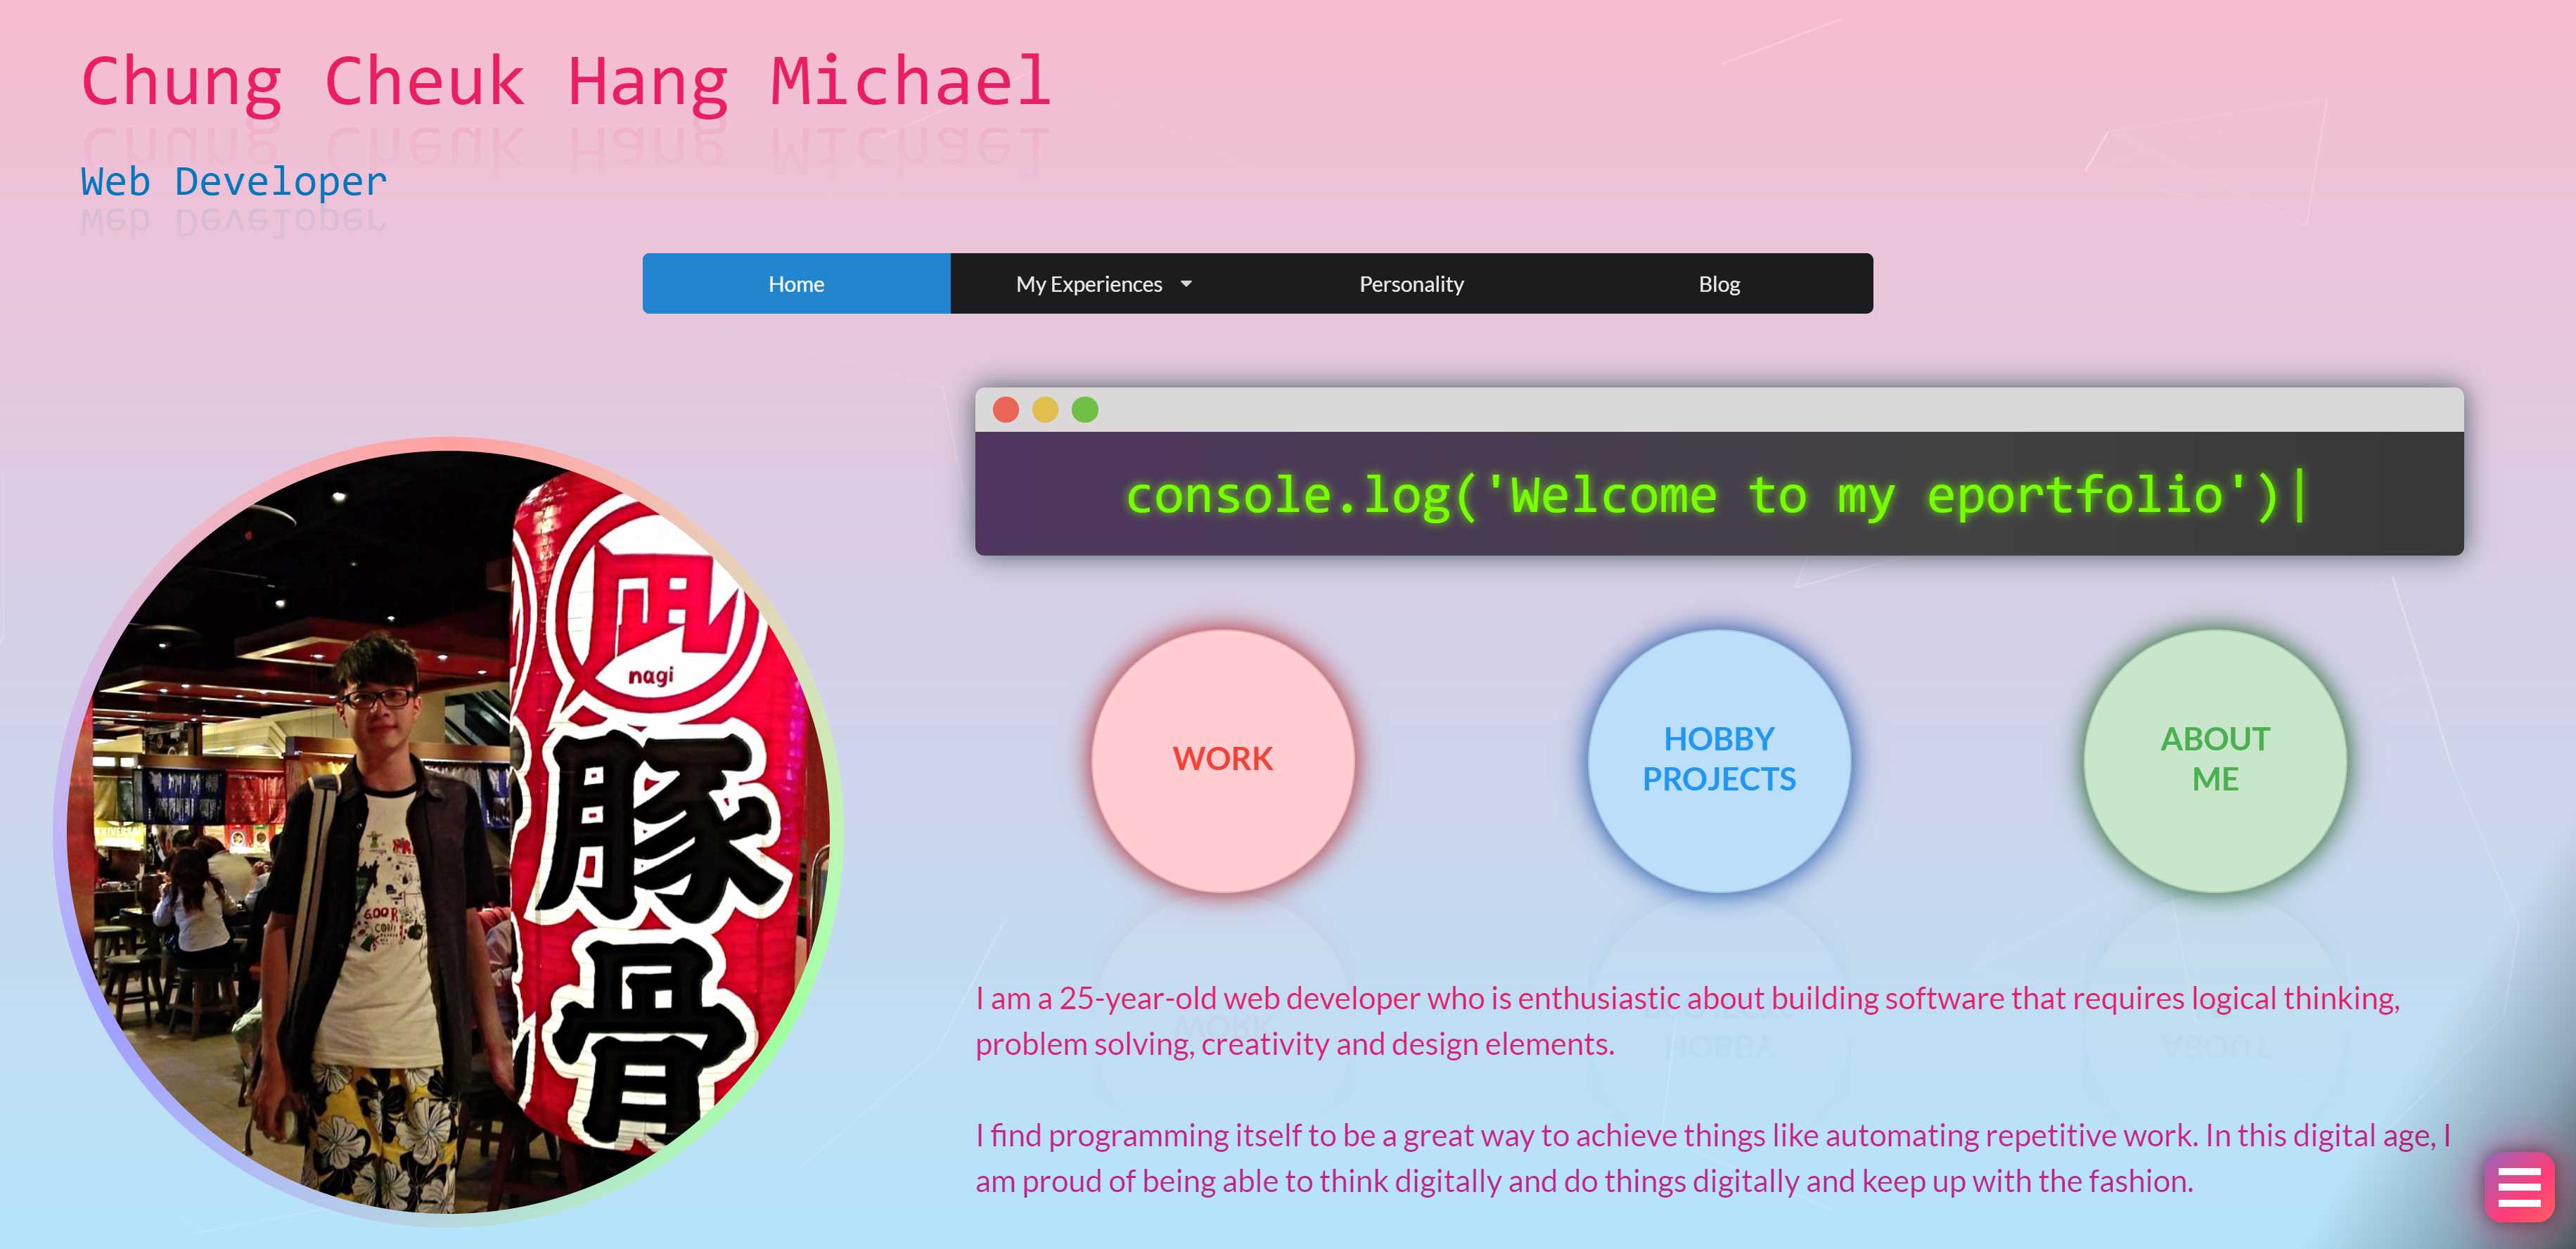 Chung Cheuk Hang Michael
Web Developer
Home
My Experiences
Personality
Blog
console.log('Welcome to my eportfolio')|
凪
nagi
豚
骨
WORK
HOBBY
PROJECTS
ABOUT
ME
I am a 25-year-old web developer who is enthusiastic about building software that requires logical thinking,
problem solving, creativity and design elements.
I find programming itself to be a great way to achieve things like automating repetitive work. In this digital age, I
am proud of being able to think digitally and do things digitally and keep up with the fashion.